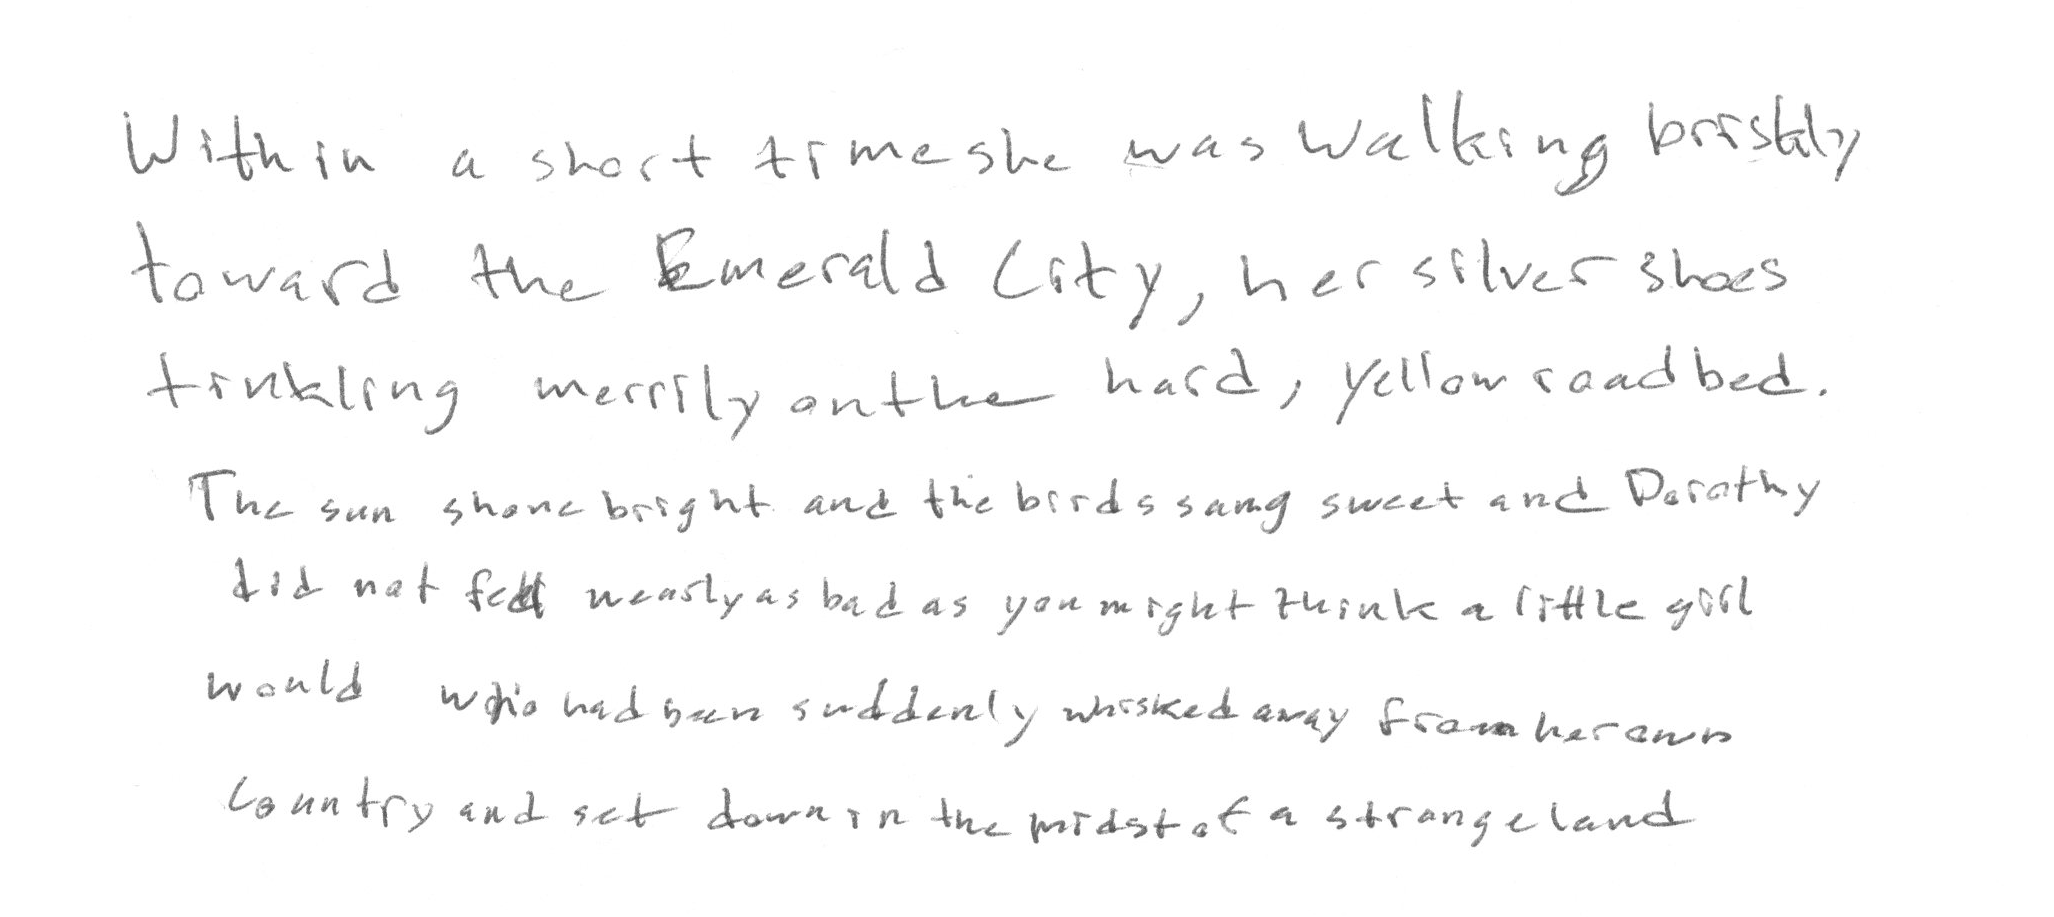 Within a short time she was walking briskly
toward the Emerald City, her silver shoes
tinkling merrily on the hard, yellow road bed.
The sun shone bright and the birds sang sweet and Dorothy
did not feel nearly as bad as you might think a little girl
would who had been suddenly whisked away from her own
country and set down in the midst of a strange land